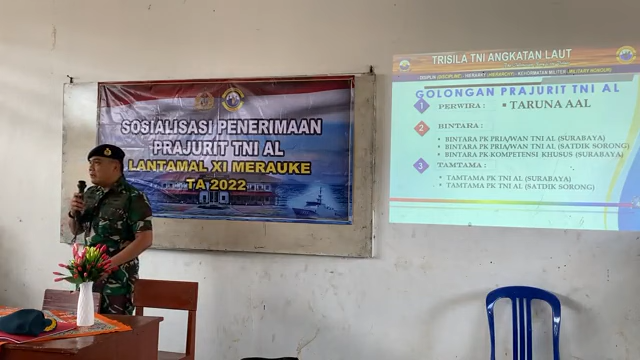 SOSIALISASI PENERIMAAN
PRAJURIT TNI AL
LANTAMAL XI MERAUKE
TA 2022
TRISILA TNI ANGKATAN LAUT
GOLONGAN PRAJURIT TNI AL
1 PERWIRA : • TARUNA AAL
2 BINTARA :
• BINTARA PK PRIA/WAN TNI AL (SURABAYA)
• BINTARA PK PRIA/WAN TNI AL (SATDIK SORONG)
• BINTARA PK KOMPETENSI KHUSUS (SURABAYA)
3 TAMTAMA :
• TAMTAMA PK TNI AL (SURABAYA)
• TAMTAMA PK TNI AL (SATDIK SORONG)